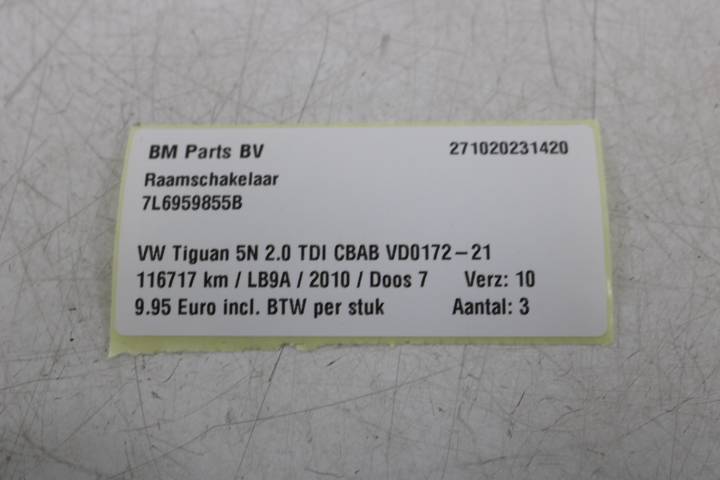 BM Parts BV 271020231420
Raamschakelaar
7L6959855B
VW Tiguan 5N 2.0 TDI CBAB VD0172-21
116717 km / LB9A / 2010 / Doos 7 Verz: 10
9.95 Euro incl. BTW per stuk Aantal: 3